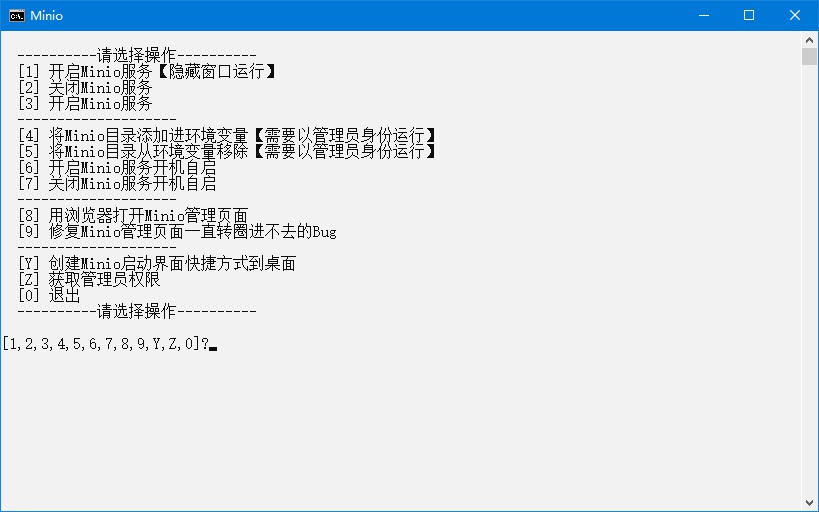 Minio
----------请选择操作----------
[1] 开启Minio服务【隐藏窗口运行】
[2] 关闭Minio服务
[3] 开启Minio服务
--------------------
[4] 将Minio目录添加进环境变量【需要以管理员身份运行】
[5] 将Minio目录从环境变量移除【需要以管理员身份运行】
[6] 开启Minio服务开机自启
[7] 关闭Minio服务开机自启
--------------------
[8] 用浏览器打开Minio管理页面
[9] 修复Minio管理页面一直转圈进不去的Bug
--------------------
[Y] 创建Minio启动界面快捷方式到桌面
[Z] 获取管理员权限
[0] 退出
----------请选择操作----------
[1,2,3,4,5,6,7,8,9,Y,Z,0]?